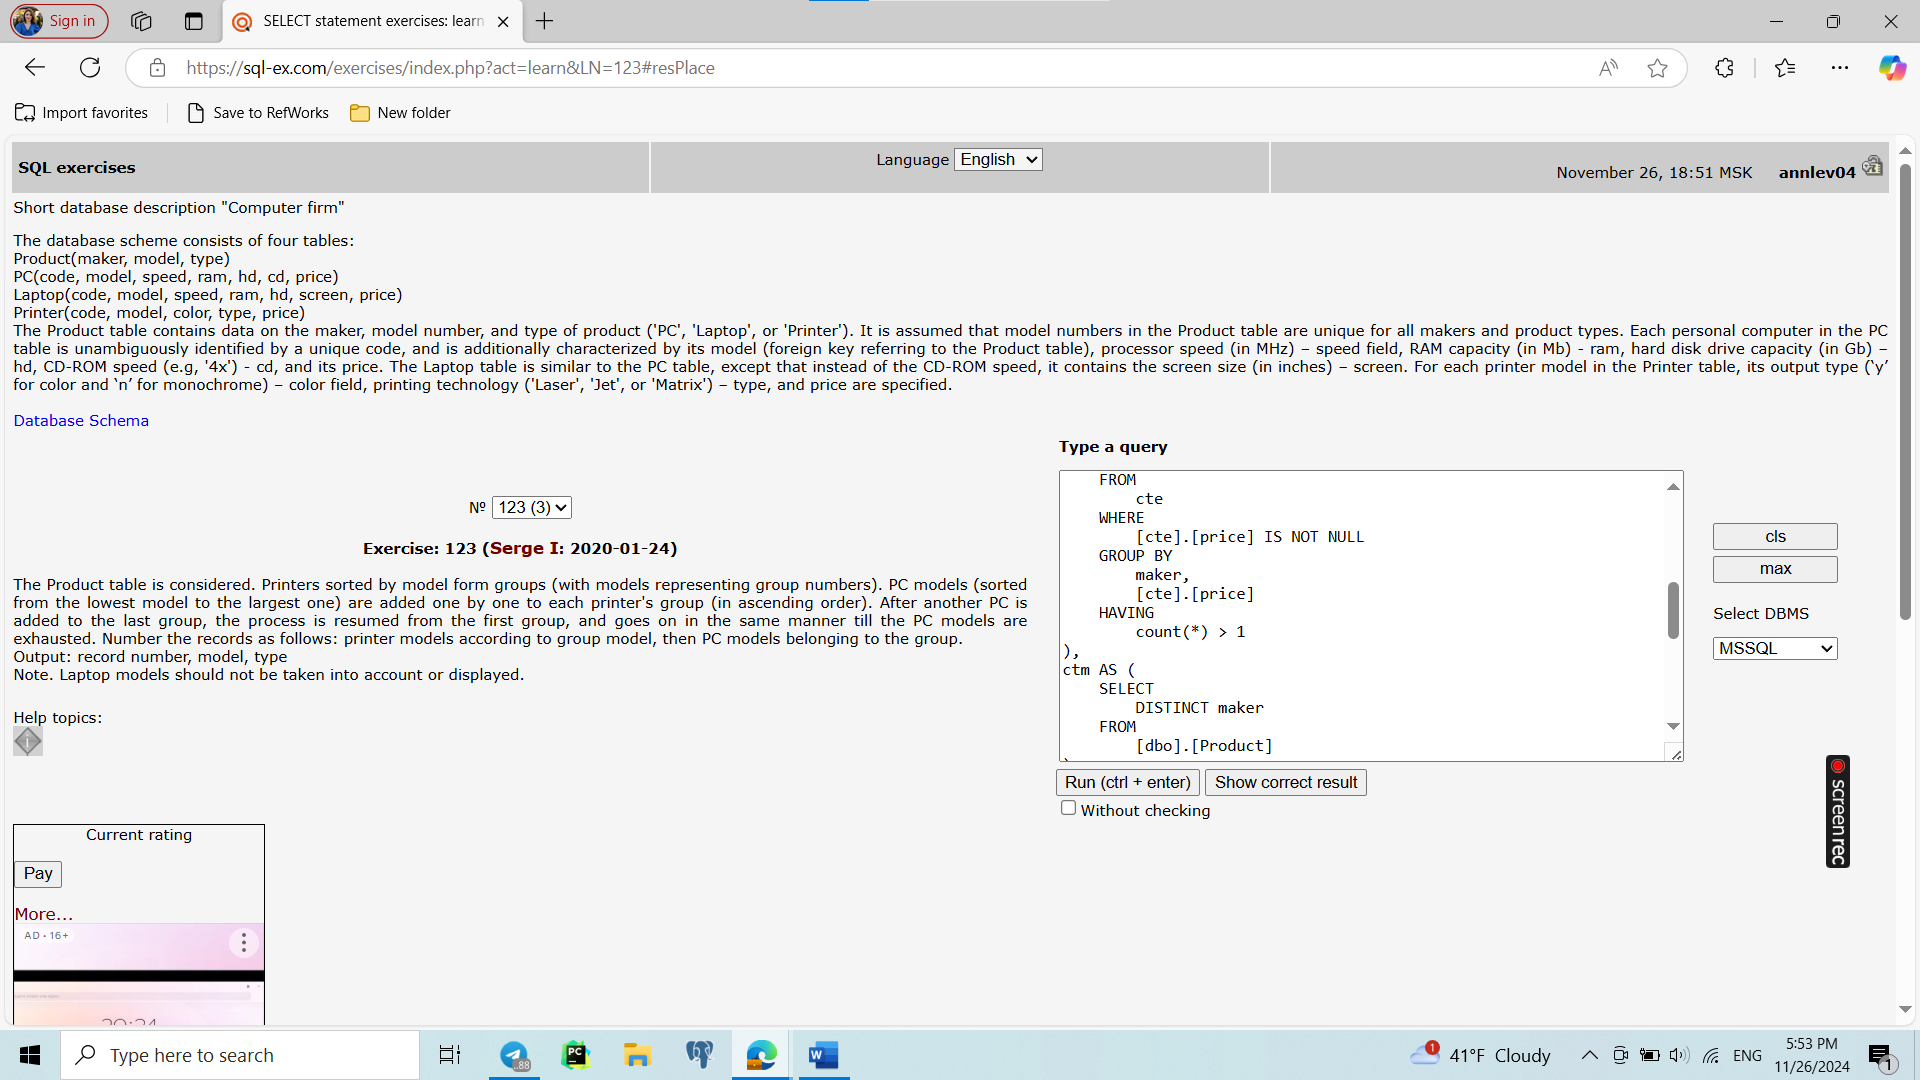 Sign in
SELECT statement exercises: learn
https://sql-ex.com/exercises/index.php?act=learn&LN=123#resPlace
Import favorites
Save to RefWorks
New folder
SQL exercises
Language English
November 26, 18:51 MSK annlev04
Short database description "Computer firm"
The database scheme consists of four tables:
Product(maker, model, type)
PC(code, model, speed, ram, hd, cd, price)
Laptop(code, model, speed, ram, hd, screen, price)
Printer(code, model, color, type, price)
The Product table contains data on the maker, model number, and type of product ('PC', 'Laptop', or 'Printer'). It is assumed that model numbers in the Product table are unique for all makers and product types. Each personal computer in the PC
table is unambiguously identified by a unique code, and is additionally characterized by its model (foreign key referring to the Product table), processor speed (in MHz) – speed field, RAM capacity (in Mb) - ram, hard disk drive capacity (in Gb) –
hd, CD-ROM speed (e.g, '4x') - cd, and its price. The Laptop table is similar to the PC table, except that instead of the CD-ROM speed, it contains the screen size (in inches) – screen. For each printer model in the Printer table, its output type (‘y’
for color and ‘n’ for monochrome) – color field, printing technology ('Laser', 'Jet', or 'Matrix') – type, and price are specified.
Database Schema
№ 123 (3)
Exercise: 123 (Serge I: 2020-01-24)
The Product table is considered. Printers sorted by model form groups (with models representing group numbers). PC models (sorted
from the lowest model to the largest one) are added one by one to each printer's group (in ascending order). After another PC is
added to the last group, the process is resumed from the first group, and goes on in the same manner till the PC models are
exhausted. Number the records as follows: printer models according to group model, then PC models belonging to the group.
Output: record number, model, type
Note. Laptop models should not be taken into account or displayed.
Help topics:
Type a query
FROM
cte
WHERE
[cte].[price] IS NOT NULL
GROUP BY
maker,
[cte].[price]
HAVING
count(*) > 1
),
ctm AS (
SELECT
DISTINCT maker
FROM
[dbo].[Product]
Run (ctrl + enter)
Show correct result
Without checking
cls
max
Select DBMS
MSSQL
screenrec
Current rating
Pay
More...
AD • 16+
Type here to search
..88
PC
W
1
41°F Cloudy
ENG
5:53 PM
11/26/2024
1